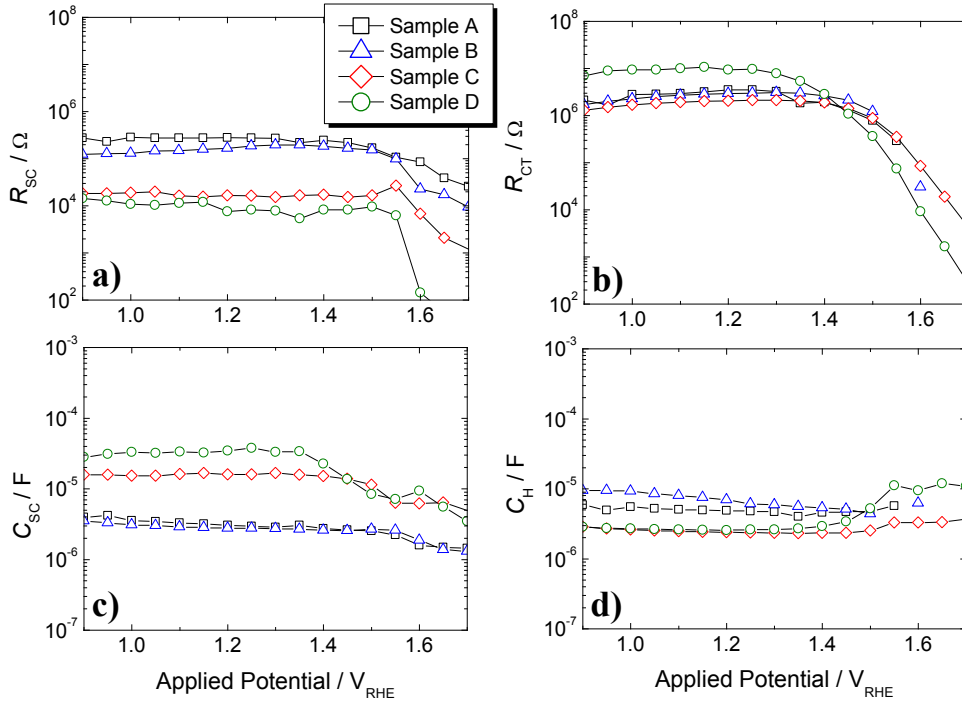 Sample A
Sample B
Sample C
Sample D
10^8
10^6
10^4
10^2
R_SC / Ω
a)
1.0 1.2 1.4 1.6
10^8
10^6
10^4
10^2
R_CT / Ω
b)
1.0 1.2 1.4 1.6
10^-3
10^-4
10^-5
10^-6
10^-7
C_SC / F
c)
1.0 1.2 1.4 1.6
Applied Potential / V_RHE
10^-3
10^-4
10^-5
10^-6
10^-7
C_H / F
d)
1.0 1.2 1.4 1.6
Applied Potential / V_RHE